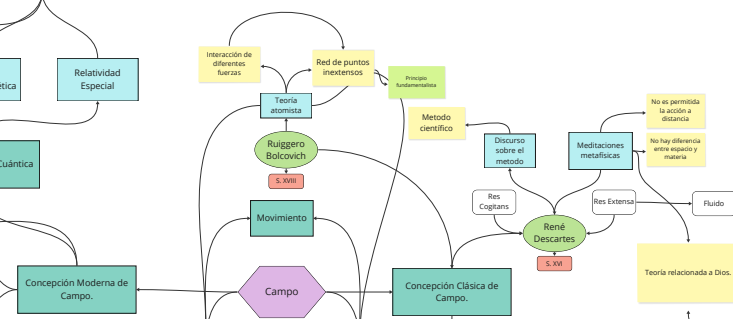 Interacción de
diferentes
fuerzas
Red de puntos
inextensos
Principio
fundamentalista
Relatividad
Especial
ética
Teoría
atomista
Metodo
científico
No es permitida
la acción a
distancia
Discurso
sobre el
metodo
Meditaciones
metafísicas
No hay diferencia
entre espacio y
materia
Cuántica
Ruiggero
Bolcovich
S. XVIII
Res
Cogitans
Res Extensa
Fluido
Movimiento
René
Descartes
S. XVI
Teoría relacionada a Dios.
Concepción Moderna de
Campo.
Campo
Concepción Clásica de
Campo.